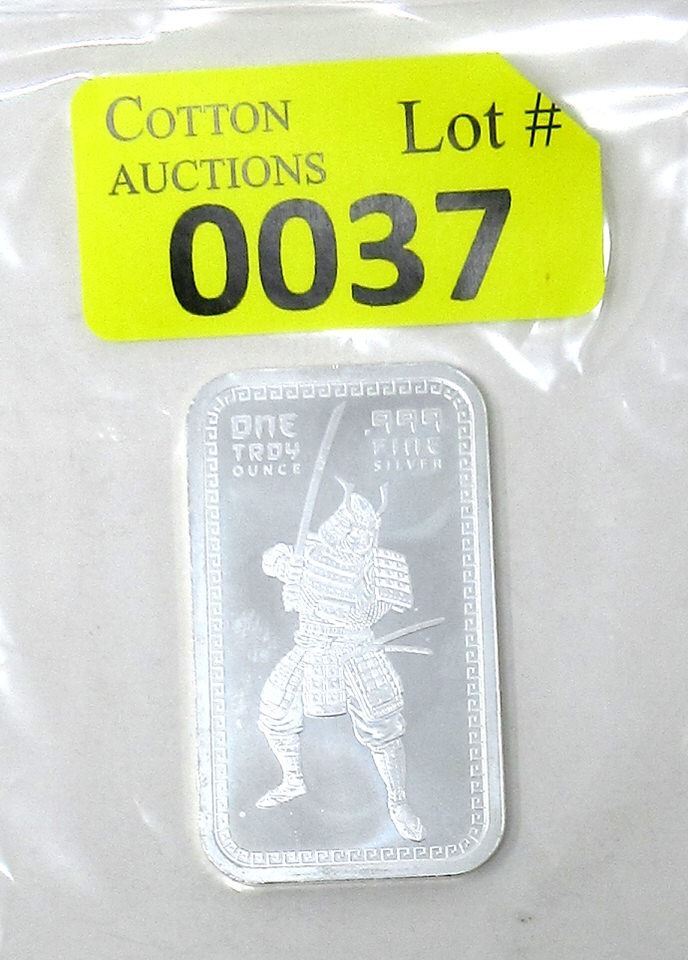 COTTON
AUCTIONS
Lot #
0037
ONE
TROY
OUNCE
.999
FINE
SILVER